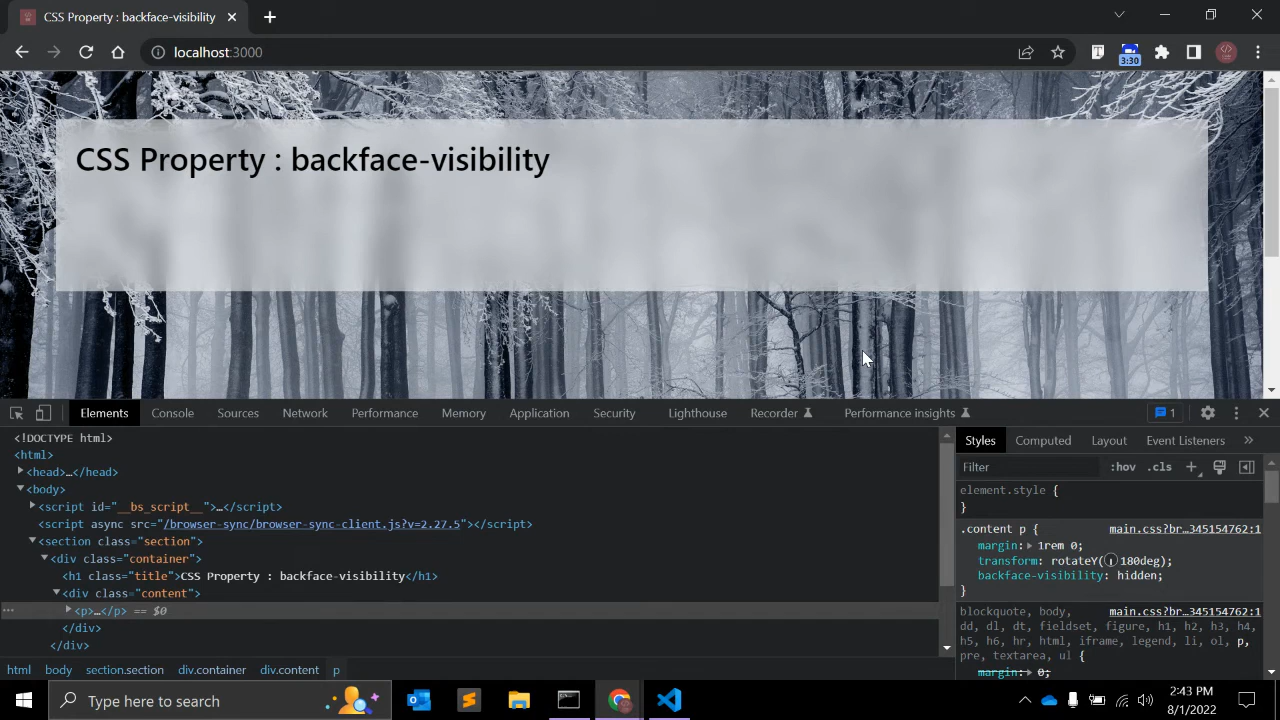 CSS Property : backface-visibility
localhost:3000
3:30
CSS Property : backface-visibility
Elements Console Sources Network Performance Memory Application Security Lighthouse Recorder Performance insights 1
<!DOCTYPE html>
<html>
<head>…</head>
<body>
<script id="__bs_script__">…</script>
<script async src="/browser-sync/browser-sync-client.js?v=2.27.5"></script>
<section class="section">
<div class="container">
<h1 class="title">CSS Property : backface-visibility</h1>
<div class="content">
… <p>…</p> == $0
</div>
</div>
html body section.section div.container div.content p
Styles Computed Layout Event Listeners »
Filter :hov .cls +
element.style {
}
.content p { main.css?br…345154762:1
margin: 1rem 0;
transform: rotateY( 180deg);
backface-visibility: hidden;
}
blockquote, body, main.css?br…345154762:1
dd, dl, dt, fieldset, figure, h1, h2, h3, h4,
h5, h6, hr, html, iframe, legend, li, ol, p,
pre, textarea, ul {
margin: 0;
Type here to search
2:43 PM
8/1/2022